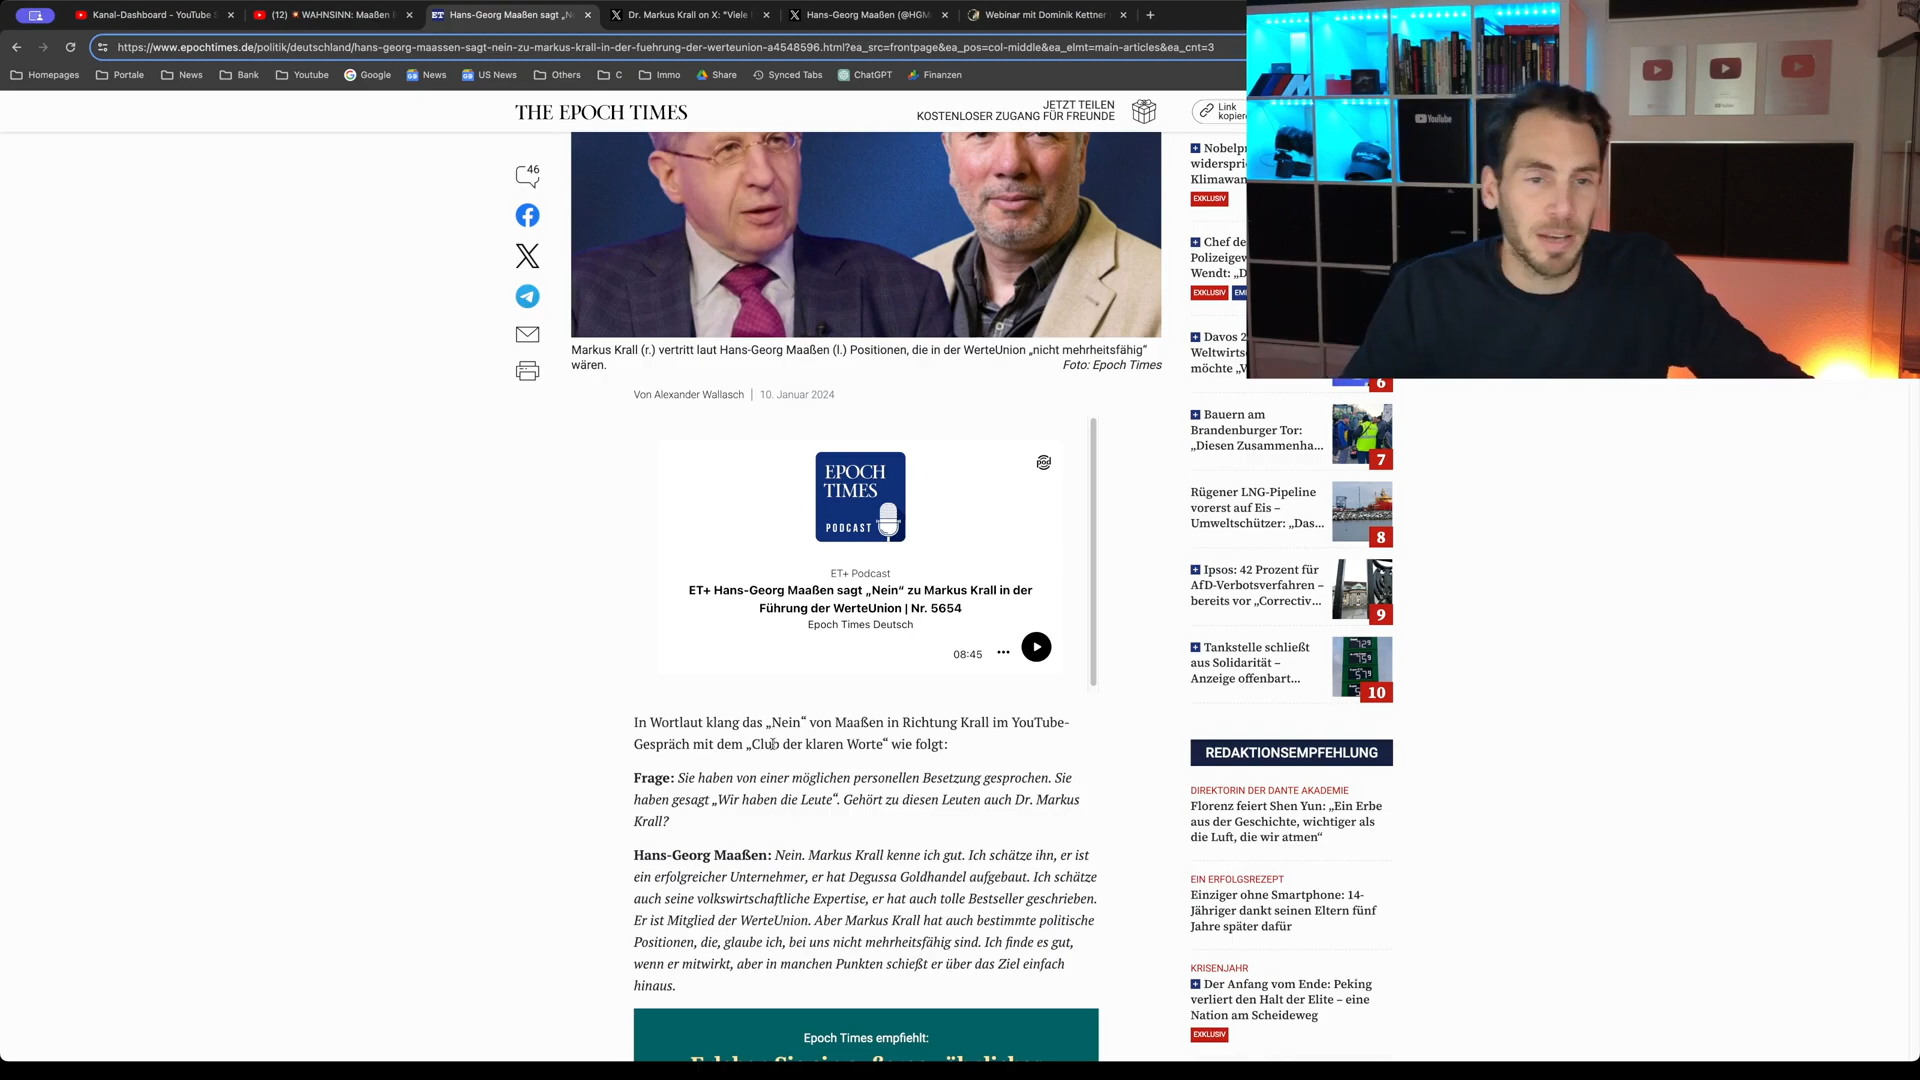 Kanal-Dashboard - YouTube S
(12) WAHNSINN: Maaßen
Hans-Georg Maaßen sagt „N
Dr. Markus Krall on X: "Viele
Hans-Georg Maaßen (@HGM
Webinar mit Dominik Kettner
https://www.epochtimes.de/politik/deutschland/hans-georg-maassen-sagt-nein-zu-markus-krall-in-der-fuehrung-der-werteunion-a4548596.html?ea_src=frontpage&ea_pos=col-middle&ea_elmt=main-articles&ea_cnt=3
Homepages Portale News Bank Youtube Google News US News Others C Immo Share Synced Tabs ChatGPT Finanzen
THE EPOCH TIMES
JETZT TEILEN
KOSTENLOSER ZUGANG FÜR FREUNDE
Link
kopiere
46
Markus Krall (r.) vertritt laut Hans-Georg Maaßen (l.) Positionen, die in der WerteUnion „nicht mehrheitsfähig“
wären.
Foto: Epoch Times
Von Alexander Wallasch | 10. Januar 2024
EPOCH
TIMES
PODCAST
pod
ET+ Podcast
ET+ Hans-Georg Maaßen sagt „Nein“ zu Markus Krall in der
Führung der WerteUnion | Nr. 5654
Epoch Times Deutsch
08:45
In Wortlaut klang das „Nein“ von Maaßen in Richtung Krall im YouTube-
Gespräch mit dem „Club der klaren Worte“ wie folgt:
Frage: Sie haben von einer möglichen personellen Besetzung gesprochen. Sie
haben gesagt „Wir haben die Leute“. Gehört zu diesen Leuten auch Dr. Markus
Krall?
Hans-Georg Maaßen: Nein. Markus Krall kenne ich gut. Ich schätze ihn, er ist
ein erfolgreicher Unternehmer, er hat Degussa Goldhandel aufgebaut. Ich schätze
auch seine volkswirtschaftliche Expertise, er hat auch tolle Bestseller geschrieben.
Er ist Mitglied der WerteUnion. Aber Markus Krall hat auch bestimmte politische
Positionen, die, glaube ich, bei uns nicht mehrheitsfähig sind. Ich finde es gut,
wenn er mitwirkt, aber in manchen Punkten schießt er über das Ziel einfach
hinaus.
Epoch Times empfiehlt:
Nobelpr
widerspri
Klimawan
EXKLUSIV
Chef de
Polizeigev
Wendt: „D
EXKLUSIV
Davos 2
Weltwirts
möchte „V
6
Bauern am
Brandenburger Tor:
„Diesen Zusammenha...
7
Rügener LNG-Pipeline
vorerst auf Eis –
Umweltschützer: „Das...
8
Ipsos: 42 Prozent für
AfD-Verbotsverfahren –
bereits vor „Correctiv...
9
Tankstelle schließt
aus Solidarität –
Anzeige offenbart...
10
REDAKTIONSEMPFEHLUNG
DIREKTORIN DER DANTE AKADEMIE
Florenz feiert Shen Yun: „Ein Erbe
aus der Geschichte, wichtiger als
die Luft, die wir atmen“
EIN ERFOLGSREZEPT
Einziger ohne Smartphone: 14-
Jähriger dankt seinen Eltern fünf
Jahre später dafür
KRISENJAHR
Der Anfang vom Ende: Peking
verliert den Halt der Elite – eine
Nation am Scheideweg
EXKLUSIV
YouTube